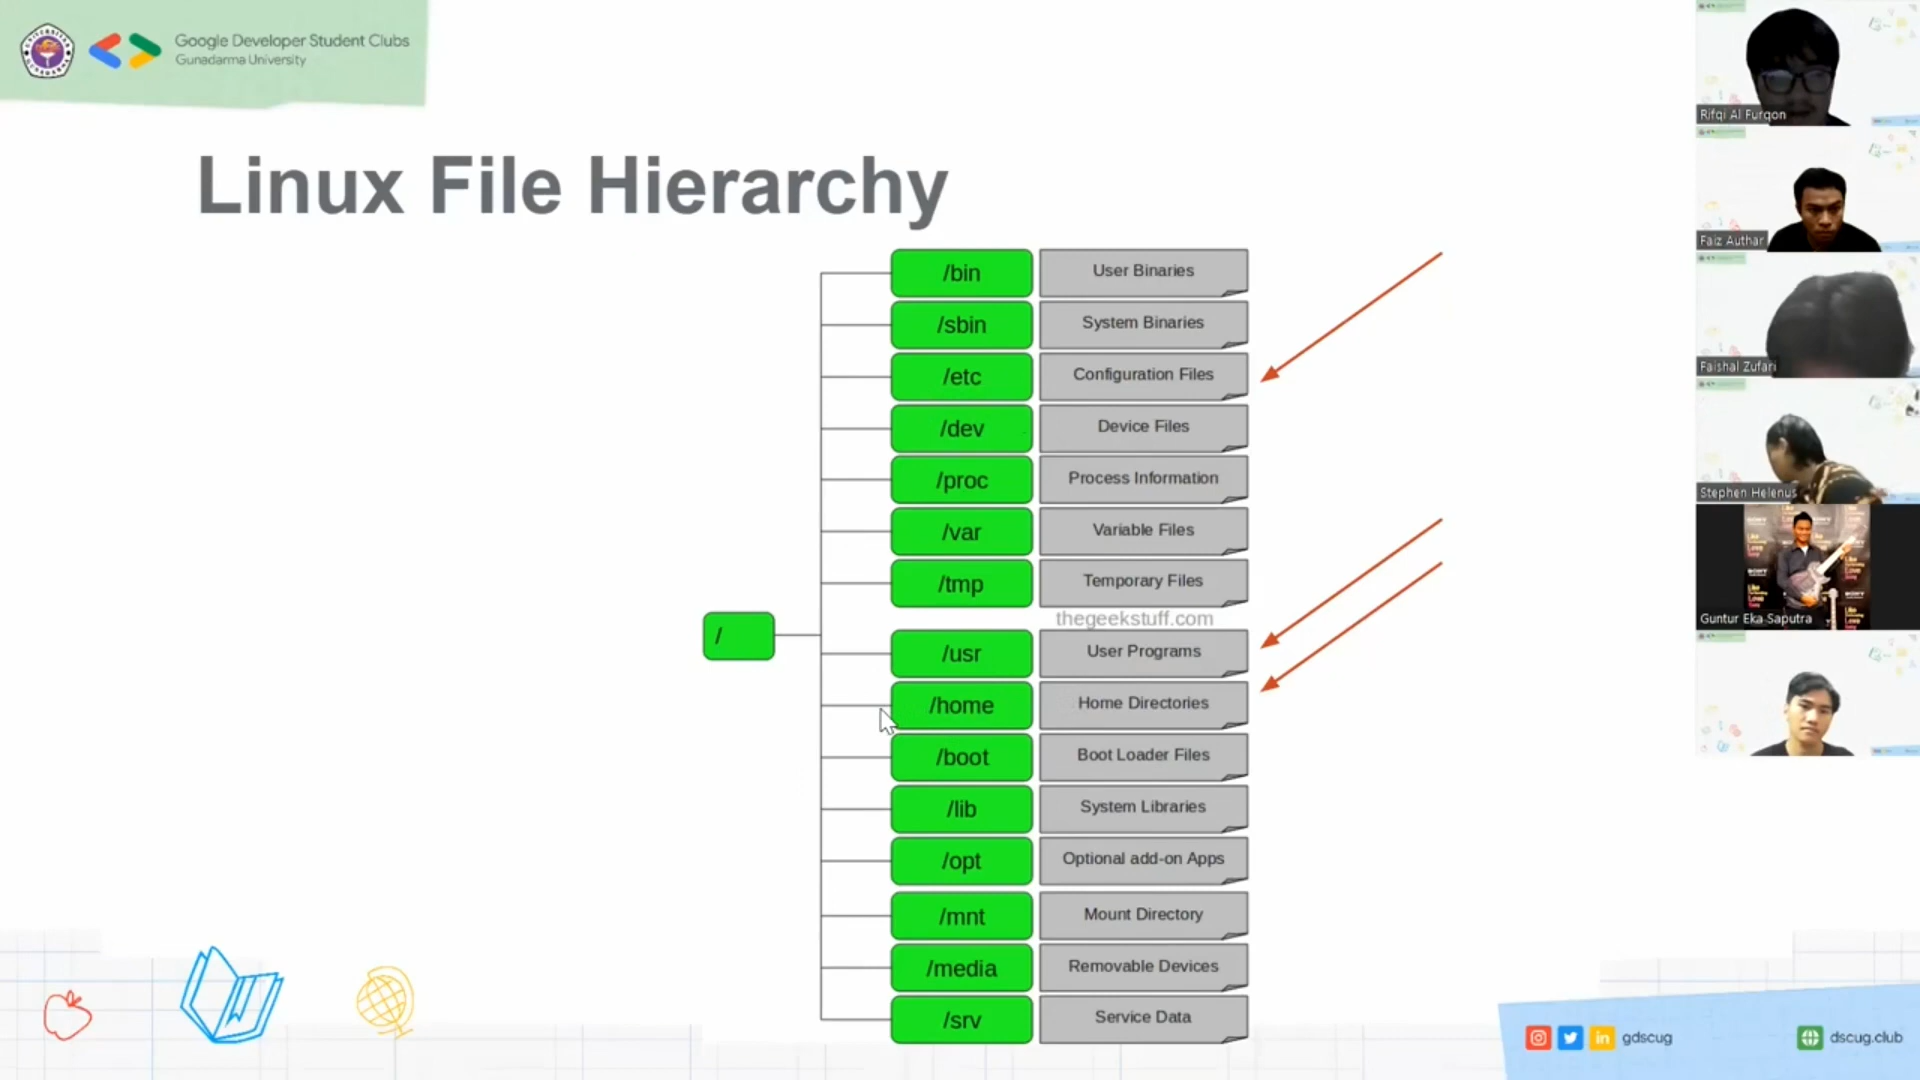 Google Developer Student Clubs
Gunadarma University
Linux File Hierarchy
/
/bin User Binaries
/sbin System Binaries
/etc Configuration Files
/dev Device Files
/proc Process Information
/var Variable Files
/tmp Temporary Files
thegeekstuff.com
/usr User Programs
/home Home Directories
/boot Boot Loader Files
/lib System Libraries
/opt Optional add-on Apps
/mnt Mount Directory
/media Removable Devices
/srv Service Data
Rifqi Al Furqon
Faiz Authar
Faishal Zufari
Stephen Helenus
Guntur Eka Saputra
gdscug
dscug.club